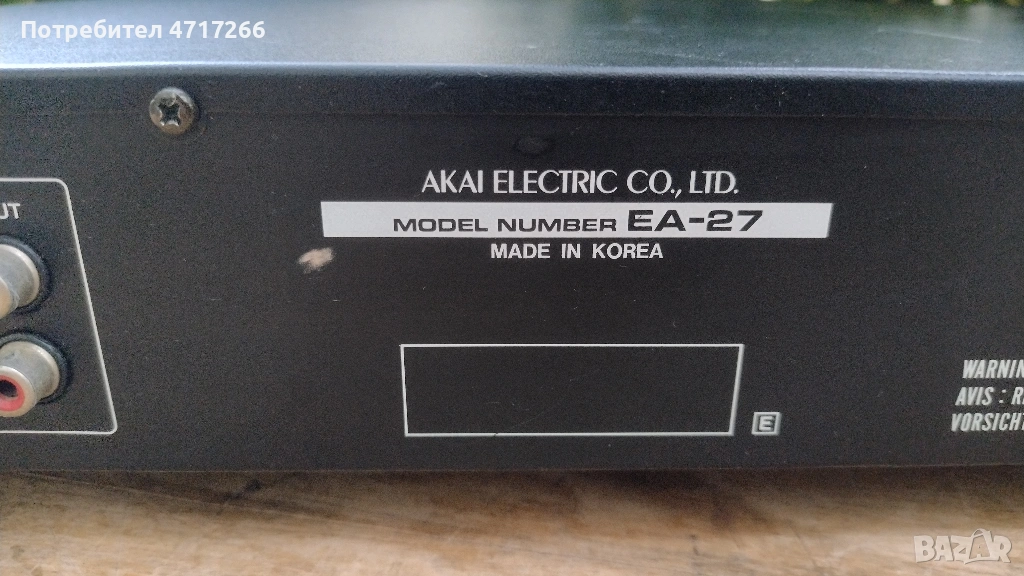 Потребител 4717266
UT
AKAI ELECTRIC CO., LTD.
MODEL NUMBER EA-27
MADE IN KOREA
E
WARNIN
AVIS : R
VORSICHT
BAZAR